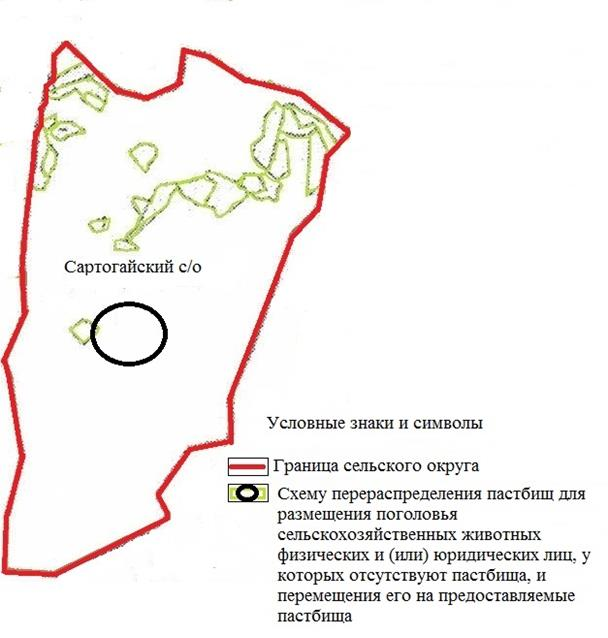 Сартогайский с/о
Условные знаки и символы
Граница сельского округа
Схему перераспределения пастбищ для
размещения поголовья
сельскохозяйственных животных
физических и (или) юридических лиц, у
которых отсутствуют пастбища, и
перемещения его на предоставляемые
пастбища